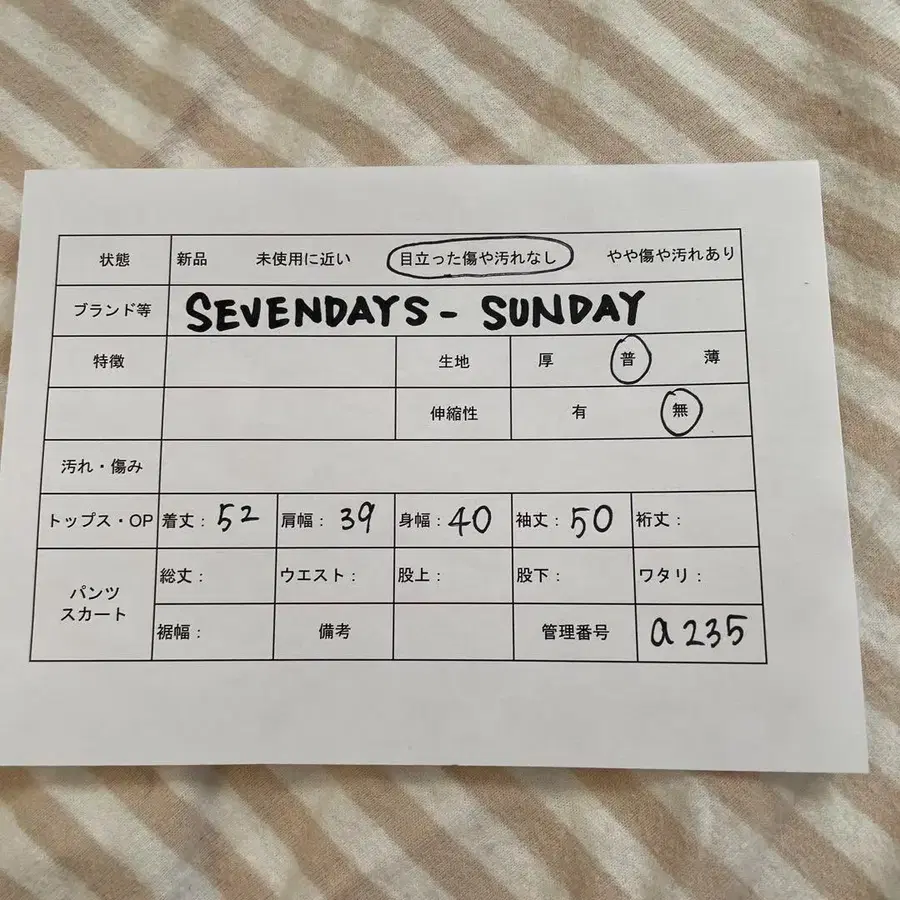 状態 新品 未使用に近い 目立った傷や汚れなし やや傷や汚れあり
ブランド等 SEVENDAYS - SUNDAY
特徴 生地 厚 普 薄
伸縮性 有 無
汚れ・傷み
トップス・OP 着丈: 52 肩幅: 39 身幅: 40 袖丈: 50 裄丈:
パンツ スカート 総丈: ウエスト: 股上: 股下: ワタリ:
裾幅: 備考 管理番号 a 235